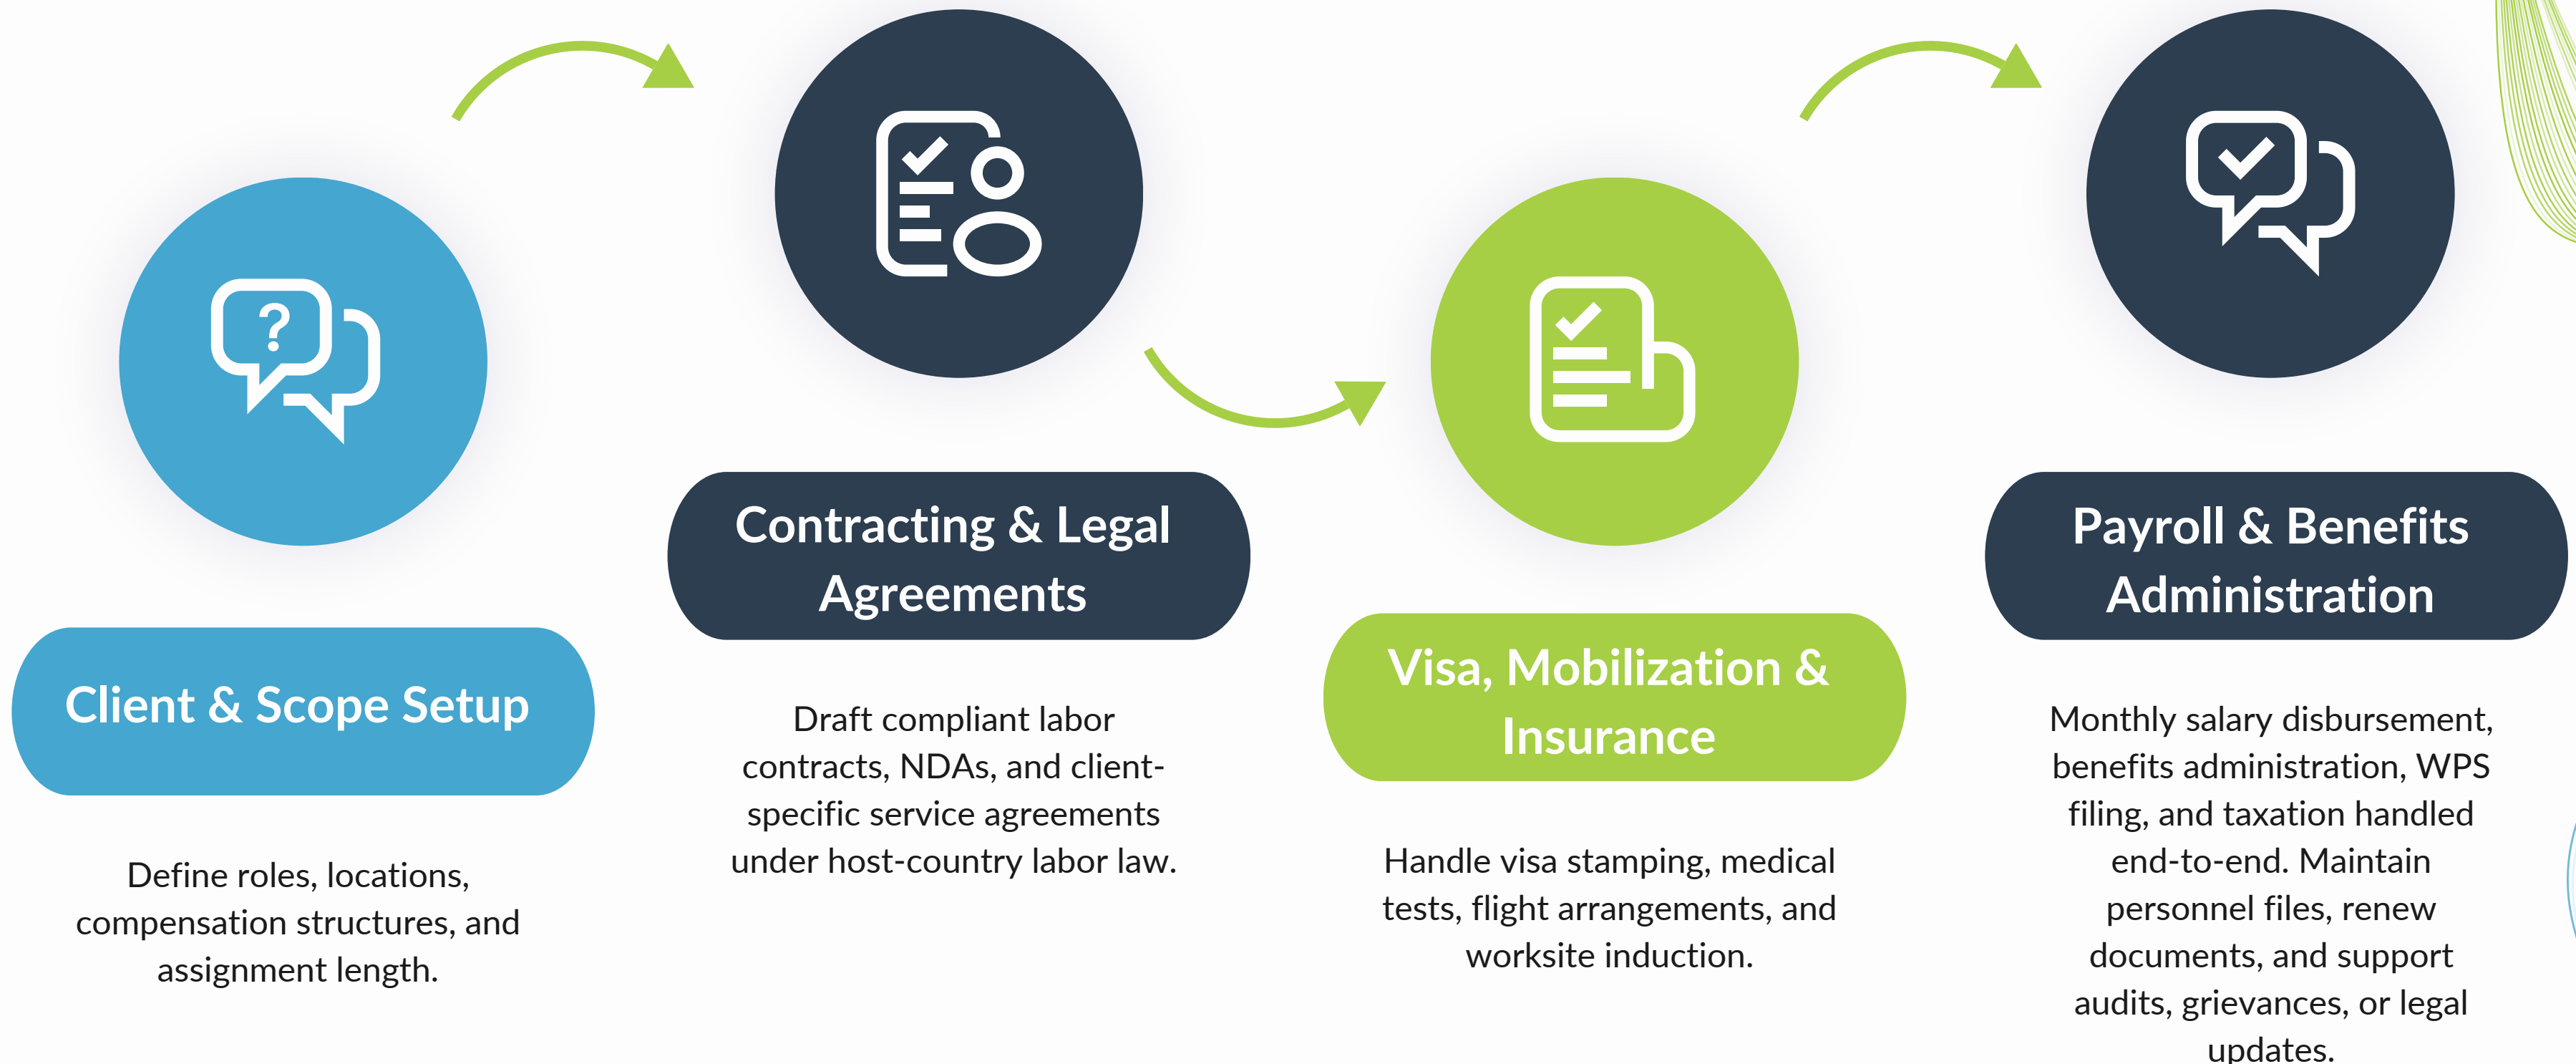 ?
Client & Scope Setup
Define roles, locations,
compensation structures, and
assignment length.
Contracting & Legal
Agreements
Draft compliant labor
contracts, NDAs, and client-
specific service agreements
under host-country labor law.
Visa, Mobilization &
Insurance
Handle visa stamping, medical
tests, flight arrangements, and
worksite induction.
Payroll & Benefits
Administration
Monthly salary disbursement,
benefits administration, WPS
filing, and taxation handled
end-to-end. Maintain
personnel files, renew
documents, and support
audits, grievances, or legal
updates.